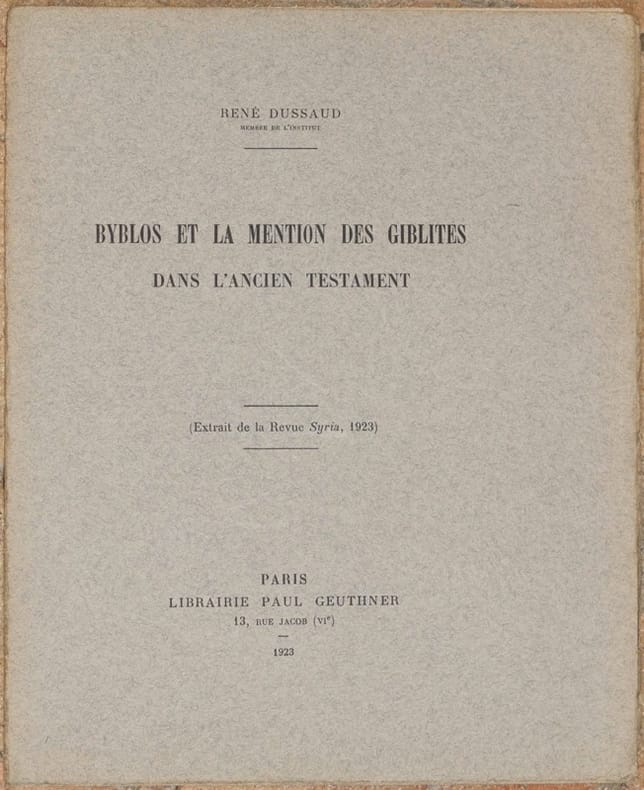 RENÉ DUSSAUD
MEMBRE DE L'INSTITUT
BYBLOS ET LA MENTION DES GIBLITES
DANS L'ANCIEN TESTAMENT
(Extrait de la Revue Syria, 1923)
PARIS
LIBRAIRIE PAUL GEUTHNER
13, RUE JACOB (VIe)
1923